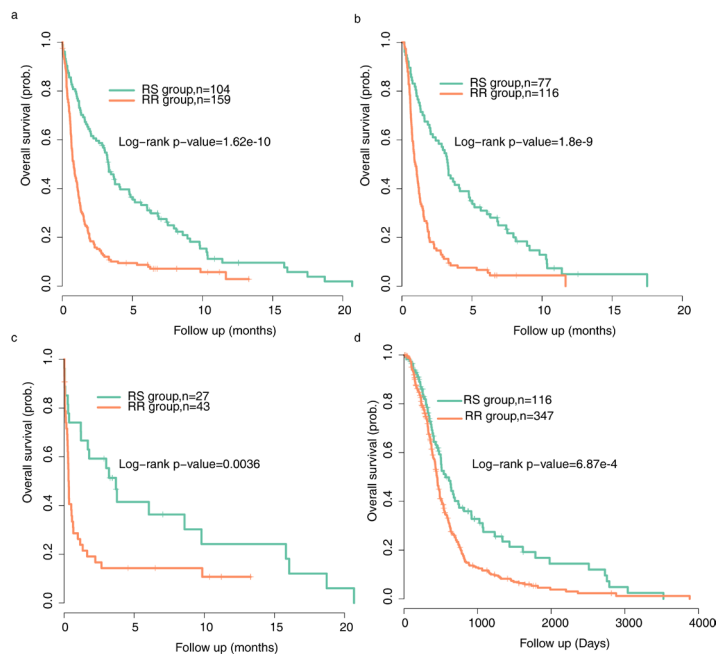 a
Overall survival (prob.)
1.0
0.8
0.6
0.4
0.2
0.0
RS group,n=104
RR group,n=159
Log−rank p−value=1.62e-10
0 5 10 15 20
Follow up (months)
b
Overall survival (prob.)
1.0
0.8
0.6
0.4
0.2
0.0
RS group,n=77
RR group,n=116
Log−rank p−value=1.8e-9
0 5 10 15 20
Follow up (months)
c
Overall survival (prob.)
1.0
0.8
0.6
0.4
0.2
0.0
RS group,n=27
RR group,n=43
Log−rank p−value=0.0036
0 5 10 15 20
Follow up (months)
d
Overall survival (prob.)
1.0
0.8
0.6
0.4
0.2
0.0
RS group,n=116
RR group,n=347
Log−rank p−value=6.87e-4
0 1000 2000 3000 4000
Follow up (Days)